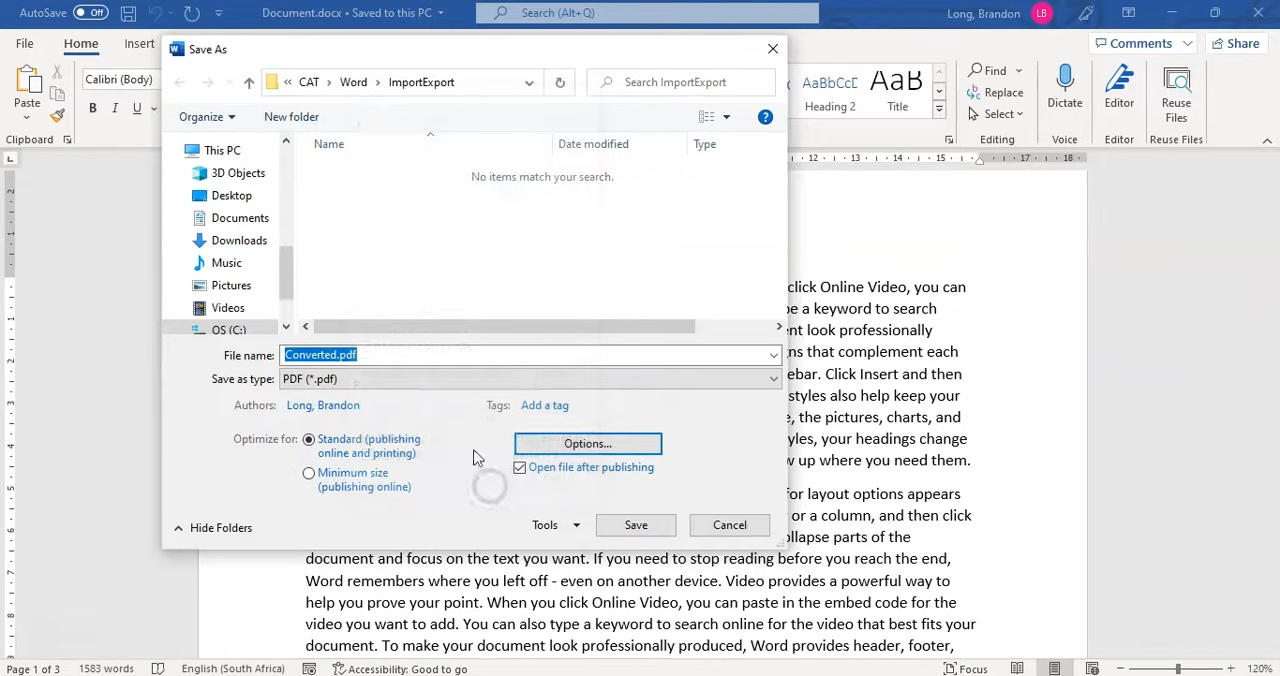 AutoSave Off Document.docx • Saved to this PC Search (Alt+Q) Long, Brandon LB
File Home Insert Comments Share
Save As
Paste Calibri (Body) AaBbCcD AaB Find Dictate Editor Reuse Files
CAT › Word › ImportExport Search ImportExport
Heading 2 Title Replace
B I U Select
Organize New folder
Clipboard Editing Voice Editor Reuse Files
Name Date modified Type
No items match your search.
This PC
3D Objects
Desktop
Documents
Downloads
Music
Pictures
Videos
OS (C:)
12 13 14 15 17 18
File name: Converted.pdf
Save as type: PDF (*.pdf)
Authors: Long, Brandon Tags: Add a tag
Optimize for: Standard (publishing
online and printing)
Minimum size
(publishing online)
Options...
Open file after publishing
Hide Folders Tools Save Cancel
click Online Video, you can
e a keyword to search
ent look professionally
ns that complement each
ebar. Click Insert and then
styles also help keep your
e, the pictures, charts, and
yles, your headings change
w up where you need them.
for layout options appears
or a column, and then click
ollapse parts of the
document and focus on the text you want. If you need to stop reading before you reach the end,
Word remembers where you left off - even on another device. Video provides a powerful way to
help you prove your point. When you click Online Video, you can paste in the embed code for the
video you want to add. You can also type a keyword to search online for the video that best fits your
document. To make your document look professionally produced, Word provides header, footer,
Page 1 of 3 1583 words English (South Africa) Accessibility: Good to go Focus 120%